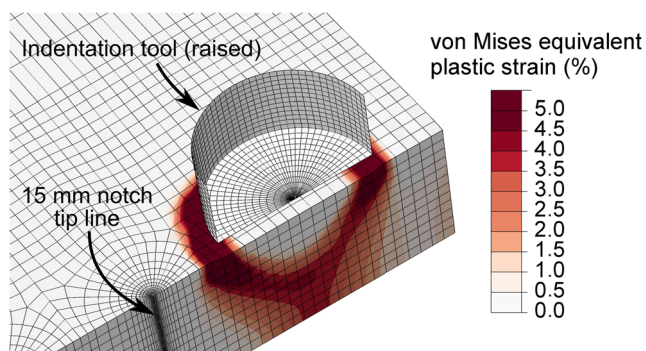 Indentation tool (raised)
15 mm notch
tip line
von Mises equivalent
plastic strain (%)
5.0
4.5
4.0
3.5
3.0
2.5
2.0
1.5
1.0
0.5
0.0